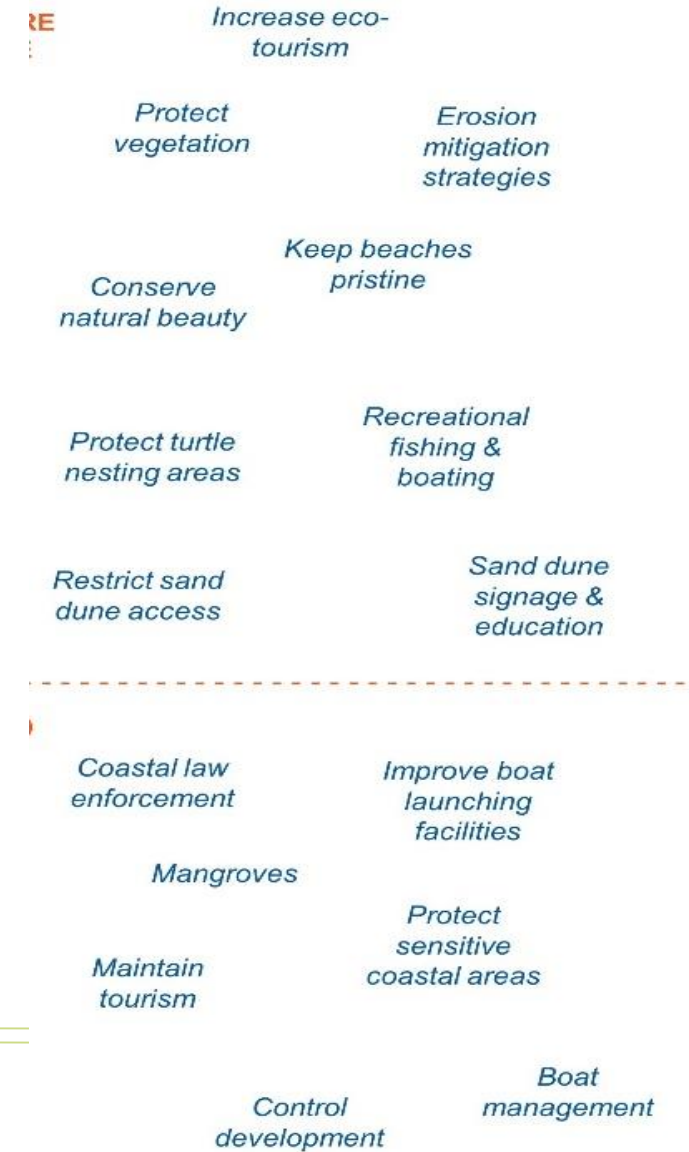 RE
Increase eco-
tourism
Protect
vegetation
Erosion
mitigation
strategies
Keep beaches
pristine
Conserve
natural beauty
Recreational
fishing &
boating
Protect turtle
nesting areas
Sand dune
signage &
education
Restrict sand
dune access
Coastal law
enforcement
Improve boat
launching
facilities
Mangroves
Protect
sensitive
coastal areas
Maintain
tourism
Boat
management
Control
development